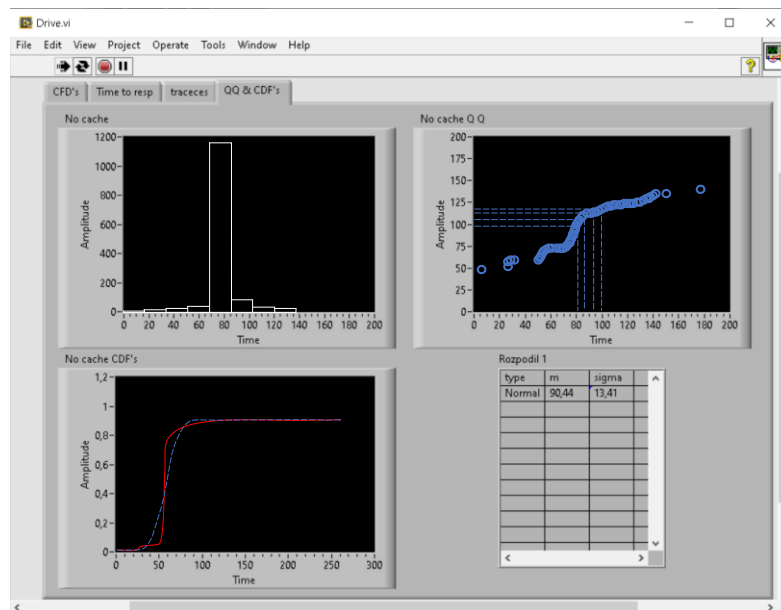 Drive.vi
File Edit View Project Operate Tools Window Help
CFD's Time to resp traceces QQ & CDF's
No cache
1200
1000
800
600
400
200
0
Amplitude
0 20 40 60 80 100 120 140 160 180 200
Time
No cache Q Q
200
175
150
125
100
75
50
25
0
Amplitude
0 20 40 60 80 100 120 140 160 180 200
Time
No cache CDF's
1,2
1
0,8
0,6
0,4
0,2
0
Amplitude
0 50 100 150 200 250 300
Time
Rozpodil 1
type m sigma
Normal 90,44 13,41